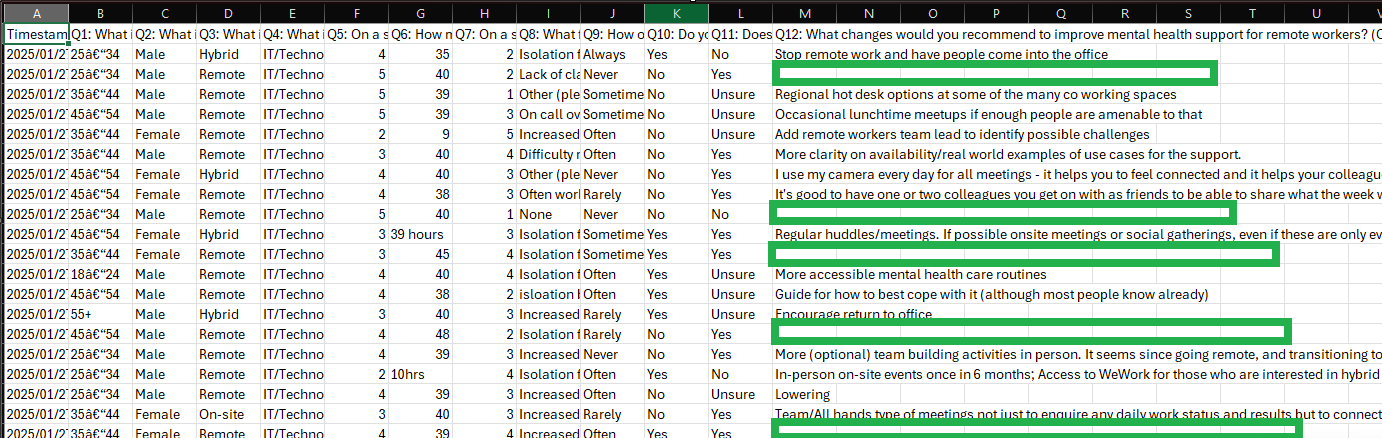 A B C D E F G H I J K L M N O P Q R S T U
Timestam Q1: What i Q2: What i Q3: What i Q4: What i Q5: On a s Q6: How n Q7: On a s Q8: What f Q9: How o Q10: Do yo Q11: Does Q12: What changes would you recommend to improve mental health support for remote workers? (O
2025/01/2 25â€“34 Male Hybrid IT/Techno 4 35 2 Isolation f Always Yes No Stop remote work and have people come into the office
2025/01/2 25â€“34 Male Remote IT/Techno 5 40 2 Lack of cla Never No Yes
2025/01/2 35â€“44 Male Remote IT/Techno 5 39 1 Other (ple Sometime No Unsure Regional hot desk options at some of the many co working spaces
2025/01/2 45â€“54 Male Remote IT/Techno 5 39 3 On call ov Sometime No Unsure Occasional lunchtime meetups if enough people are amenable to that
2025/01/2 35â€“44 Female Remote IT/Techno 2 9 5 Increased Often No Unsure Add remote workers team lead to identify possible challenges
2025/01/2 35â€“44 Male Remote IT/Techno 3 40 4 Difficulty r Often No Yes More clarity on availability/real world examples of use cases for the support.
2025/01/2 45â€“54 Female Hybrid IT/Techno 4 40 3 Other (ple Never No Yes I use my camera every day for all meetings - it helps you to feel connected and it helps your colleagu
2025/01/2 45â€“54 Female Remote IT/Techno 4 38 3 Often worl Rarely No Yes It's good to have one or two colleagues you get on with as friends to be able to share what the week w
2025/01/2 25â€“34 Male Remote IT/Techno 5 40 1 None Never No No
2025/01/2 45â€“54 Female Hybrid IT/Techno 3 39 hours 3 Isolation f Sometime Yes Yes Regular huddles/meetings. If possible onsite meetings or social gatherings, even if these are only ev
2025/01/2 35â€“44 Female Remote IT/Techno 3 45 4 Isolation f Sometime Yes Yes
2025/01/2 18â€“24 Male Remote IT/Techno 4 40 4 Isolation f Often Yes Unsure More accessible mental health care routines
2025/01/2 45â€“54 Male Remote IT/Techno 4 38 2 isloation l Often Yes Unsure Guide for how to best cope with it (although most people know already)
2025/01/2 55+ Male Hybrid IT/Techno 3 40 3 Increased Rarely Yes Unsure Encourage return to office
2025/01/2 45â€“54 Male Remote IT/Techno 4 48 2 Isolation f Rarely No Yes
2025/01/2 25â€“34 Male Remote IT/Techno 4 39 3 Increased Never No Yes More (optional) team building activities in person. It seems since going remote, and transitioning to
2025/01/2 25â€“34 Male Remote IT/Techno 2 10hrs 4 Isolation f Often Yes No In-person on-site events once in 6 months; Access to WeWork for those who are interested in hybrid
2025/01/2 25â€“34 Male Remote IT/Techno 4 39 3 Increased Often No Unsure Lowering
2025/01/2 35â€“44 Female On-site IT/Techno 3 40 3 Increased Rarely No Yes Team/All hands type of meetings not just to enquire any daily work status and results but to connect
2025/01/2 35â€“44 Female Remote IT/Techno 4 39 4 Increased Often Yes Yes